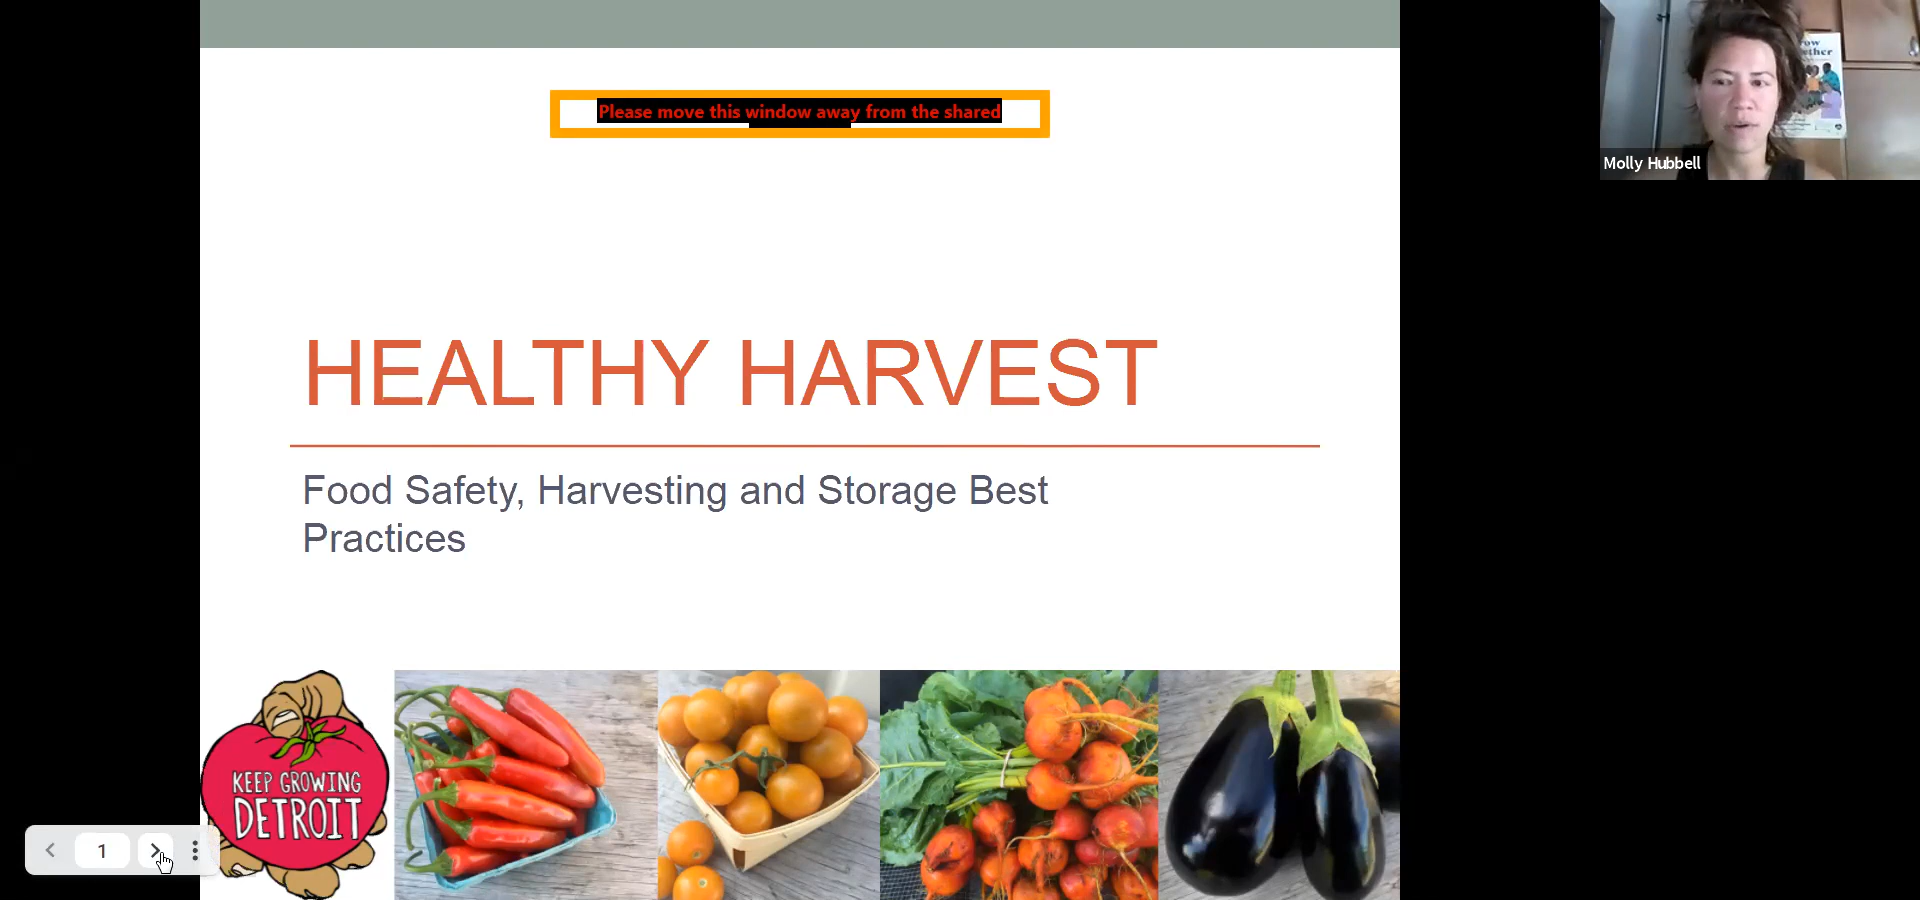 Please move this window away from the shared
HEALTHY HARVEST
Food Safety, Harvesting and Storage Best
Practices
KEEP GROWING
DETROIT
1
Molly Hubbell